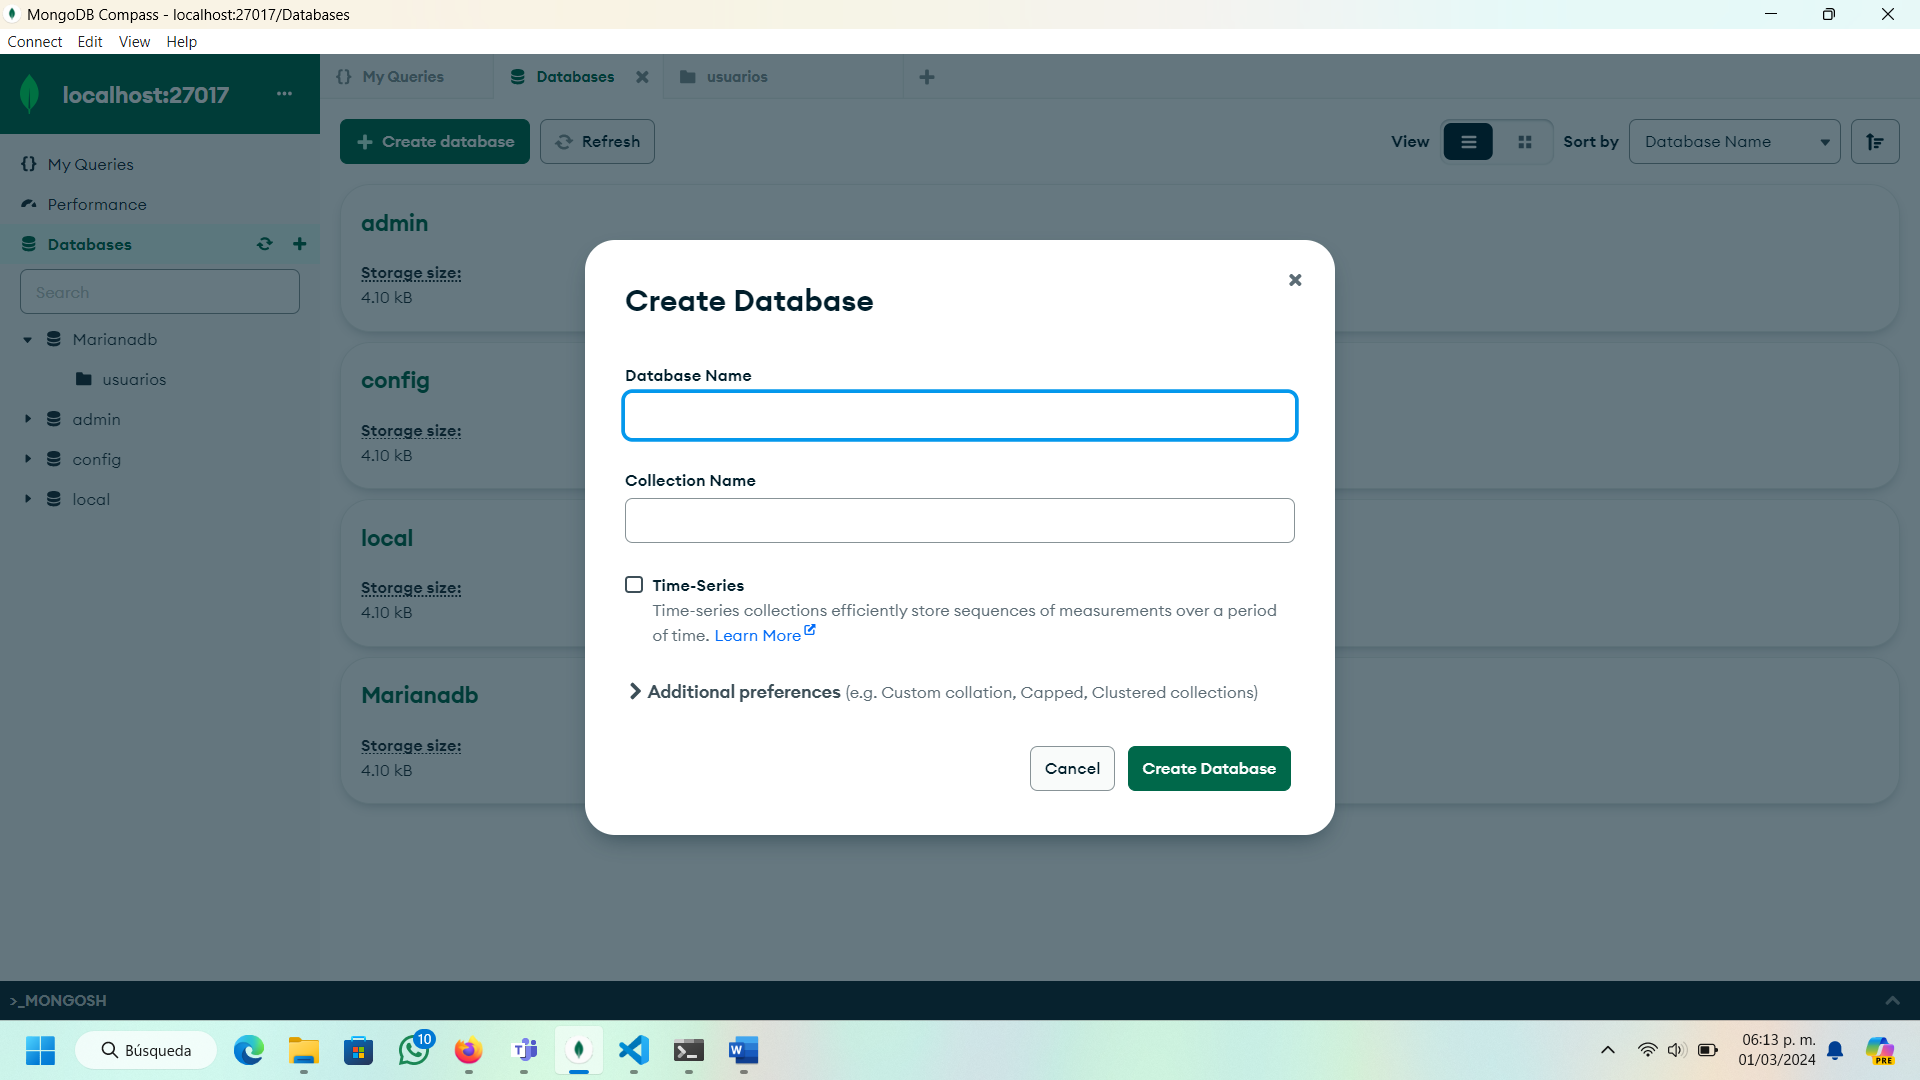 MongoDB Compass - localhost:27017/Databases
Connect Edit View Help
localhost:27017 ...
My Queries
Performance
Databases
Search
Marianadb
usuarios
admin
config
local
{} My Queries
Databases
usuarios
Create database
Refresh
View
Sort by
Database Name
admin
Storage size:
4.10 kB
config
Storage size:
4.10 kB
local
Storage size:
4.10 kB
Marianadb
Storage size:
4.10 kB
Create Database
Database Name
Collection Name
Time-Series
Time-series collections efficiently store sequences of measurements over a period
of time. Learn More
Additional preferences (e.g. Custom collation, Capped, Clustered collections)
Cancel
Create Database
>_MONGOSH
Búsqueda
10
06:13 p. m.
01/03/2024
PRE